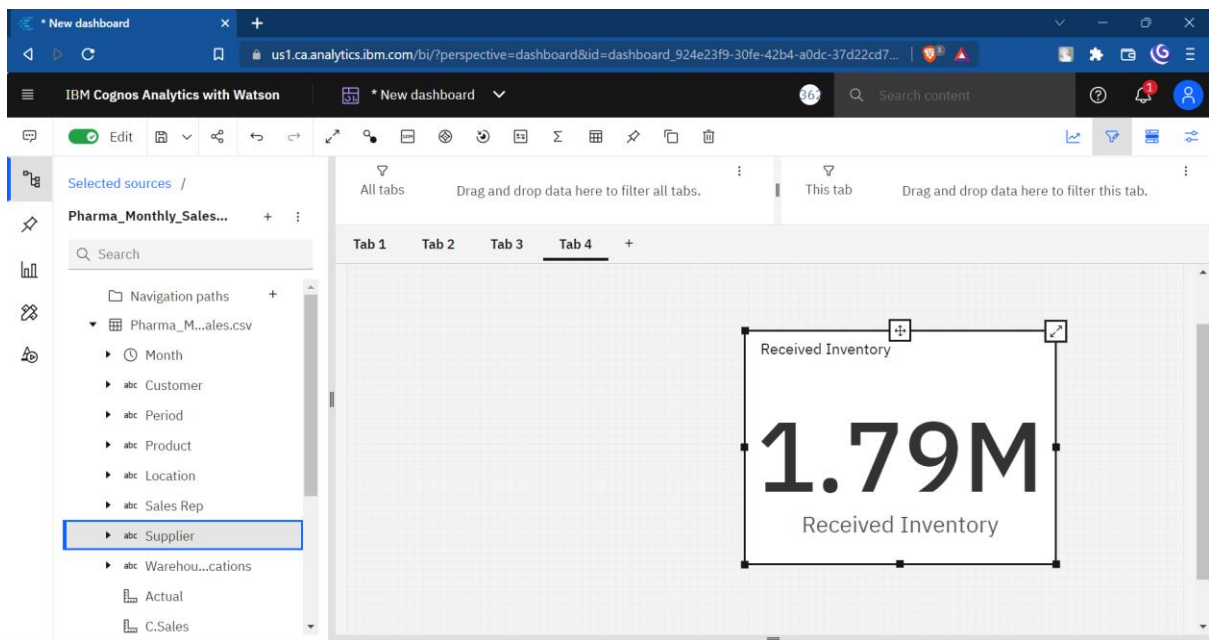 * New dashboard
us1.ca.analytics.ibm.com/bi/?perspective=dashboard&id=dashboard_924e23f9-30fe-42b4-a0dc-37d22cd7...
IBM Cognos Analytics with Watson
* New dashboard
Search content
Edit
Selected sources /
Pharma_Monthly_Sales...
Search
Navigation paths
Pharma_M...ales.csv
Month
abc Customer
abc Period
abc Product
abc Location
abc Sales Rep
abc Supplier
abc Warehou...cations
Actual
C.Sales
All tabs
Drag and drop data here to filter all tabs.
This tab
Drag and drop data here to filter this tab.
Tab 1 Tab 2 Tab 3 Tab 4 +
Received Inventory
1.79M
Received Inventory